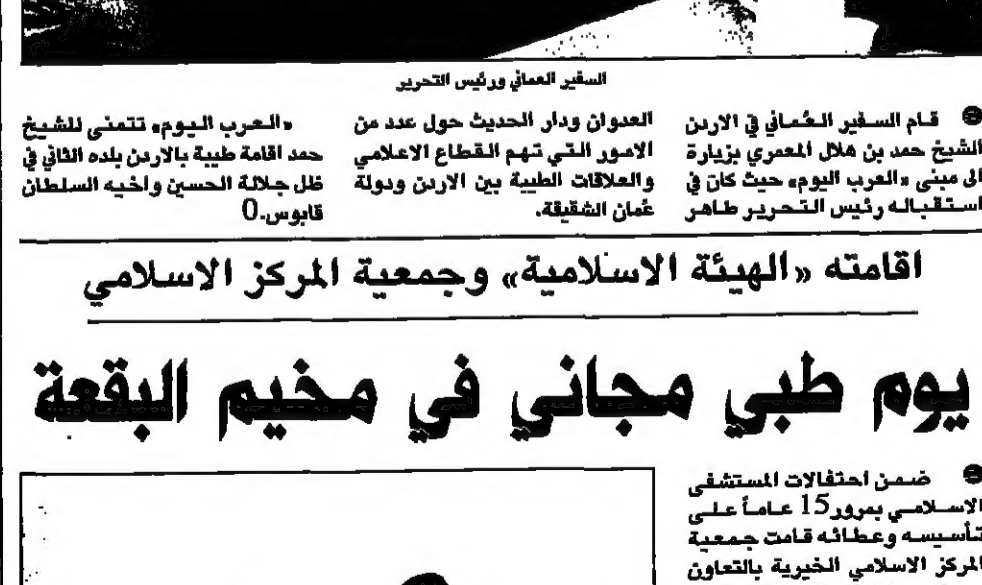 السفير العماني ورئيس التحرير
قام السفير العُماني في الاردن
الشيخ حمد بن هلال المعمري بزيارة
الى مبنى «العرب اليوم» حيث كان في
استقباله رئيس التحرير طاهر
العدوان ودار الحديث حول عدد من
الامور التي تهم القطاع الاعلامي
والعلاقات الطيبة بين الاردن ودولة
عُمان الشقيقة.
«العرب اليوم» تتمنى للشيخ
حمد اقامة طيبة بالاردن بلده الثاني في
ظل جلالة الحسين واخيه السلطان
قابوس.0
اقامته «الهيئة الاسلامية» وجمعية المركز الاسلامي
يوم طبي مجاني في مخيم البقعة
ضمن احتفالات المستشفى
الاسلامي بمرور 15 عاماً على
تأسيسه وعطائه قامت جمعية
المركز الاسلامي الخيرية بالتعاون